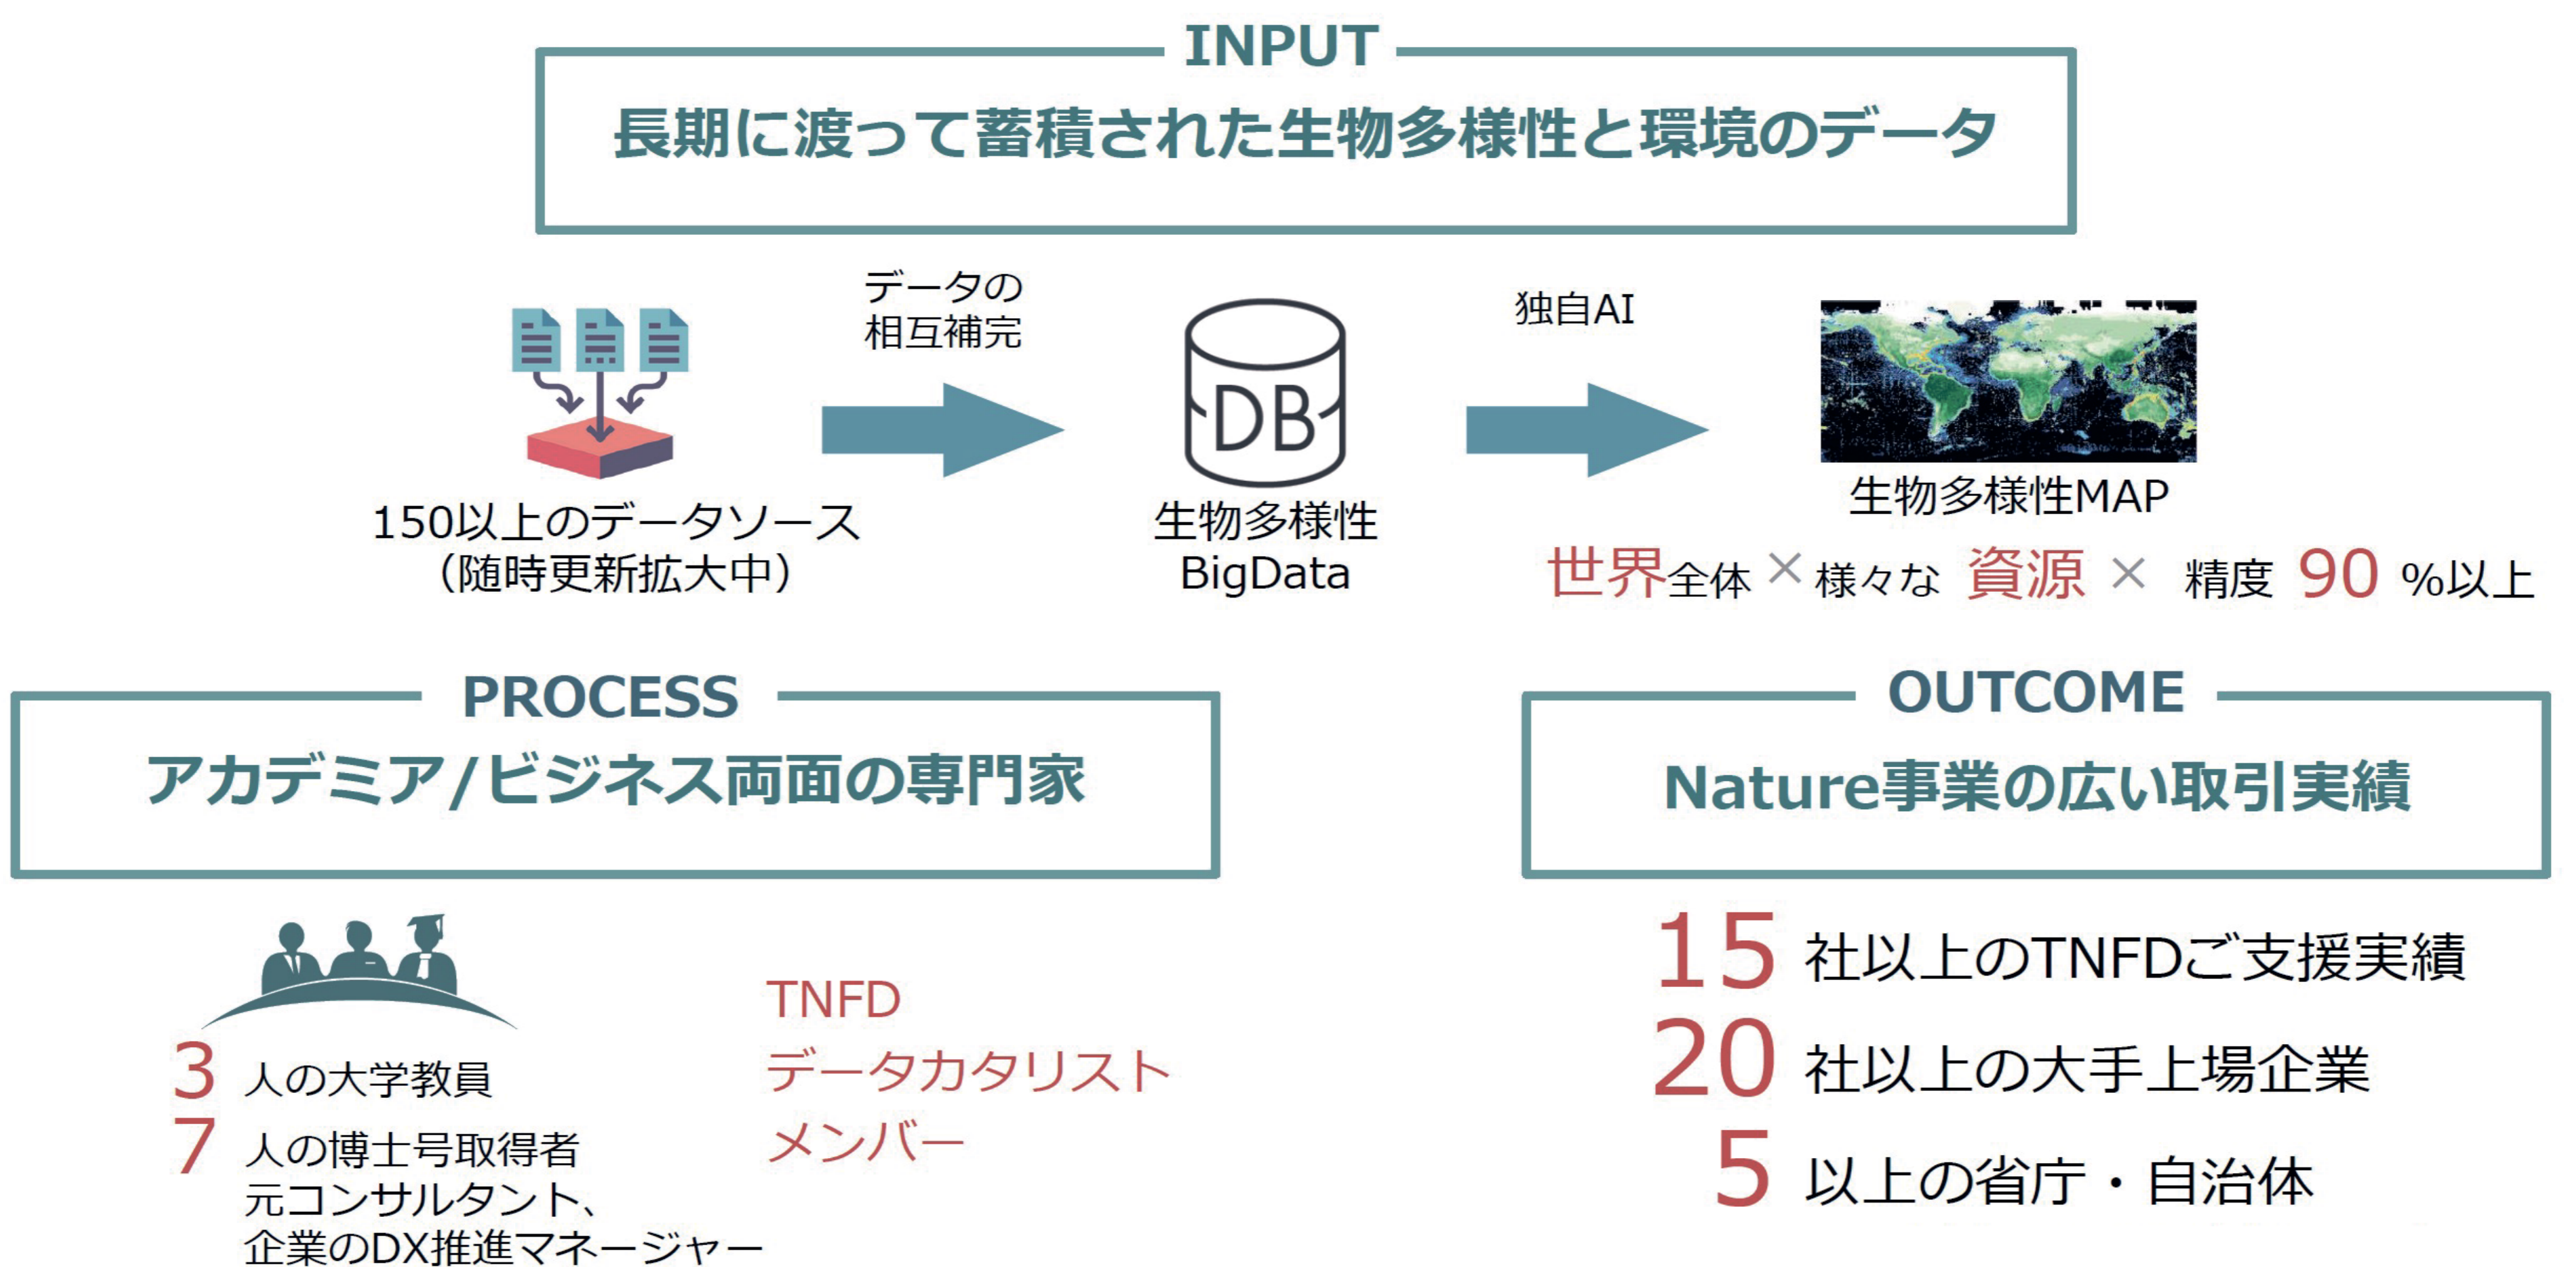 INPUT
長期に渡って蓄積された生物多様性と環境のデータ
データの
相互補完
独自AI
DB
150以上のデータソース
（随時更新拡大中）
生物多様性
BigData
生物多様性MAP
世界全体 × 様々な 資源 × 精度 90 %以上
PROCESS
アカデミア/ビジネス両面の専門家
3 人の大学教員
7 人の博士号取得者
元コンサルタント、
企業のDX推進マネージャー
TNFD
データカタリスト
メンバー
OUTCOME
Nature事業の広い取引実績
15 社以上のTNFDご支援実績
20 社以上の大手上場企業
5 以上の省庁・自治体